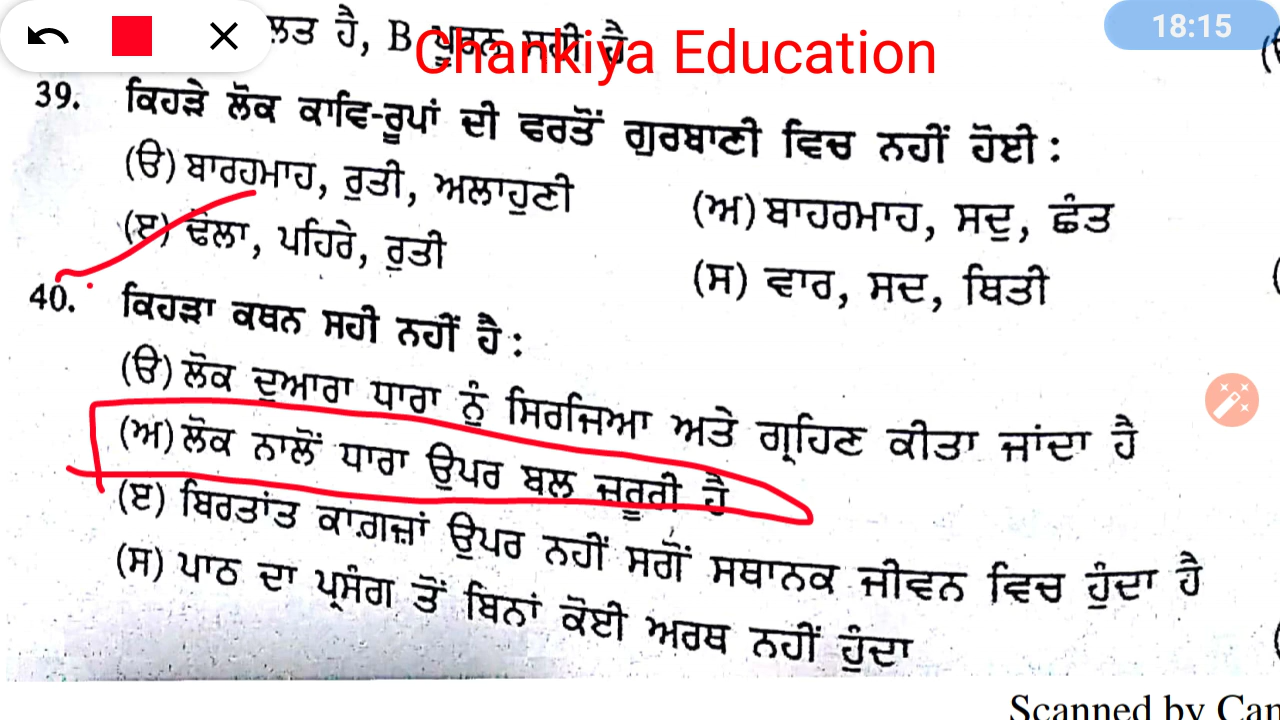 ਲਤ ਹੈ, B ਪੂਰਨ ਸਹੀ ਹੈ
Chankiya Education
18:15
39. ਕਿਹੜੇ ਲੋਕ ਕਾਵਿ-ਰੂਪਾਂ ਦੀ ਵਰਤੋਂ ਗੁਰਬਾਣੀ ਵਿਚ ਨਹੀਂ ਹੋਈ :
(ੳ) ਬਾਰਹਮਾਹ, ਰੁਤੀ, ਅਲਾਹੁਣੀ (ਅ) ਬਾਹਰਮਾਹ, ਸਦੁ, ਛੰਤ
(ੲ) ਢੋਲਾ, ਪਹਿਰੇ, ਰੁਤੀ (ਸ) ਵਾਰ, ਸਦ, ਥਿਤੀ
40. ਕਿਹੜਾ ਕਥਨ ਸਹੀ ਨਹੀਂ ਹੈ :
(ੳ) ਲੋਕ ਦੁਆਰਾ ਧਾਰਾ ਨੂੰ ਸਿਰਜਿਆ ਅਤੇ ਗ੍ਰਹਿਣ ਕੀਤਾ ਜਾਂਦਾ ਹੈ
(ਅ) ਲੋਕ ਨਾਲੋਂ ਧਾਰਾ ਉਪਰ ਬਲ ਜ਼ਰੂਰੀ ਹੈ
(ੲ) ਬਿਰਤਾਂਤ ਕਾਗਜ਼ਾਂ ਉਪਰ ਨਹੀਂ ਸਗੋਂ ਸਥਾਨਕ ਜੀਵਨ ਵਿਚ ਹੁੰਦਾ ਹੈ
(ਸ) ਪਾਠ ਦਾ ਪ੍ਰਸੰਗ ਤੋਂ ਬਿਨਾਂ ਕੋਈ ਅਰਥ ਨਹੀਂ ਹੁੰਦਾ
Scanned by